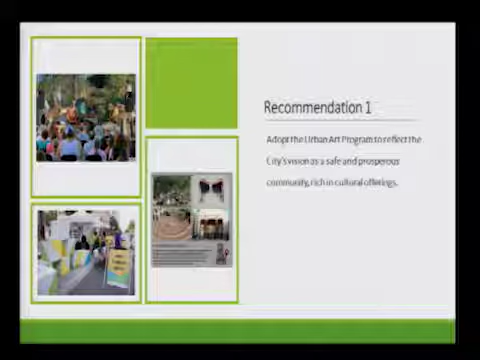 Recommendation 1
Adopt the Urban Art Program to reflect the
City's vision as a safe and prosperous
community, rich in cultural offerings.